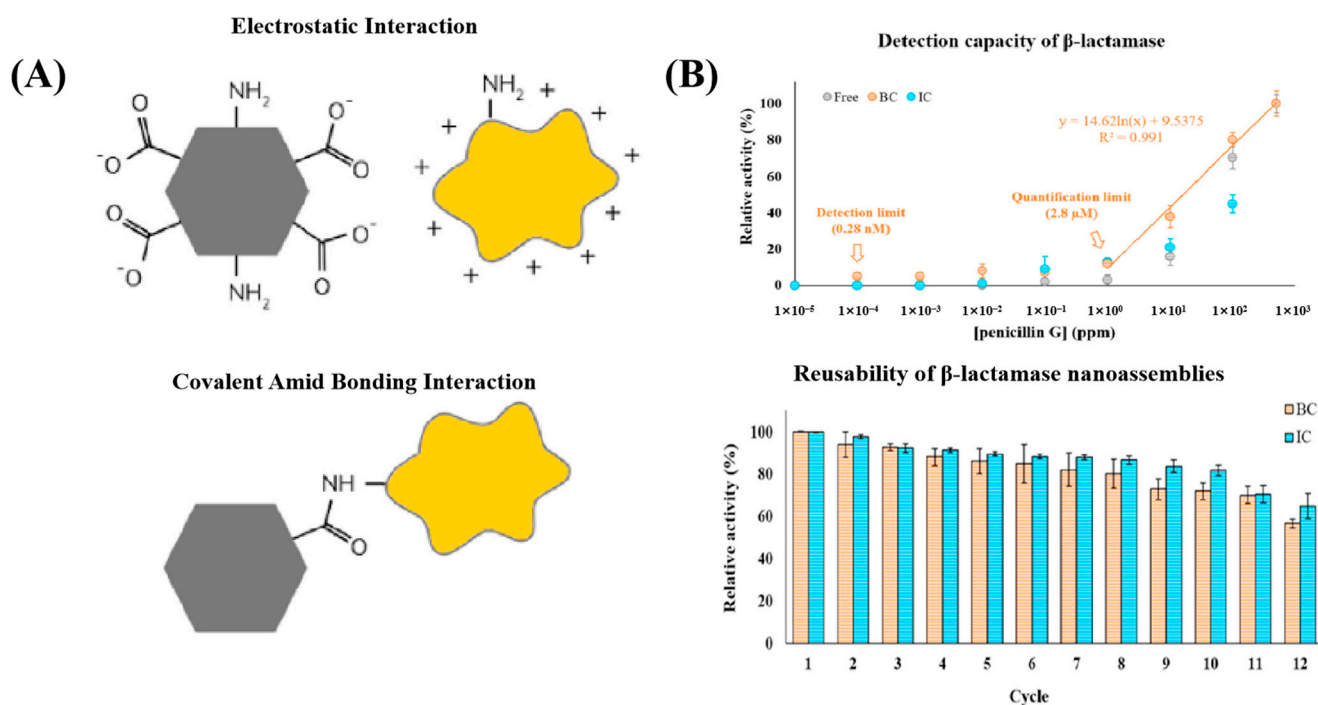 Electrostatic Interaction
(A)
NH₂
NH₂
O
O⁻
⁻O
O
O
O⁻
⁻O
O
NH₂
+ + + + + + + + + +
Covalent Amid Bonding Interaction
NH
O
(B)
Detection capacity of β-lactamase
Free BC IC
Relative activity (%)
100
80
60
40
20
0
y = 14.62ln(x) + 9.5375
R² = 0.991
Detection limit
(0.28 nM)
Quantification limit
(2.8 μM)
1×10⁻⁵ 1×10⁻⁴ 1×10⁻³ 1×10⁻² 1×10⁻¹ 1×10⁰ 1×10¹ 1×10² 1×10³
[penicillin G] (ppm)
Reusability of β-lactamase nanoassemblies
BC
IC
Relative activity (%)
100
80
60
40
20
0
1 2 3 4 5 6 7 8 9 10 11 12
Cycle